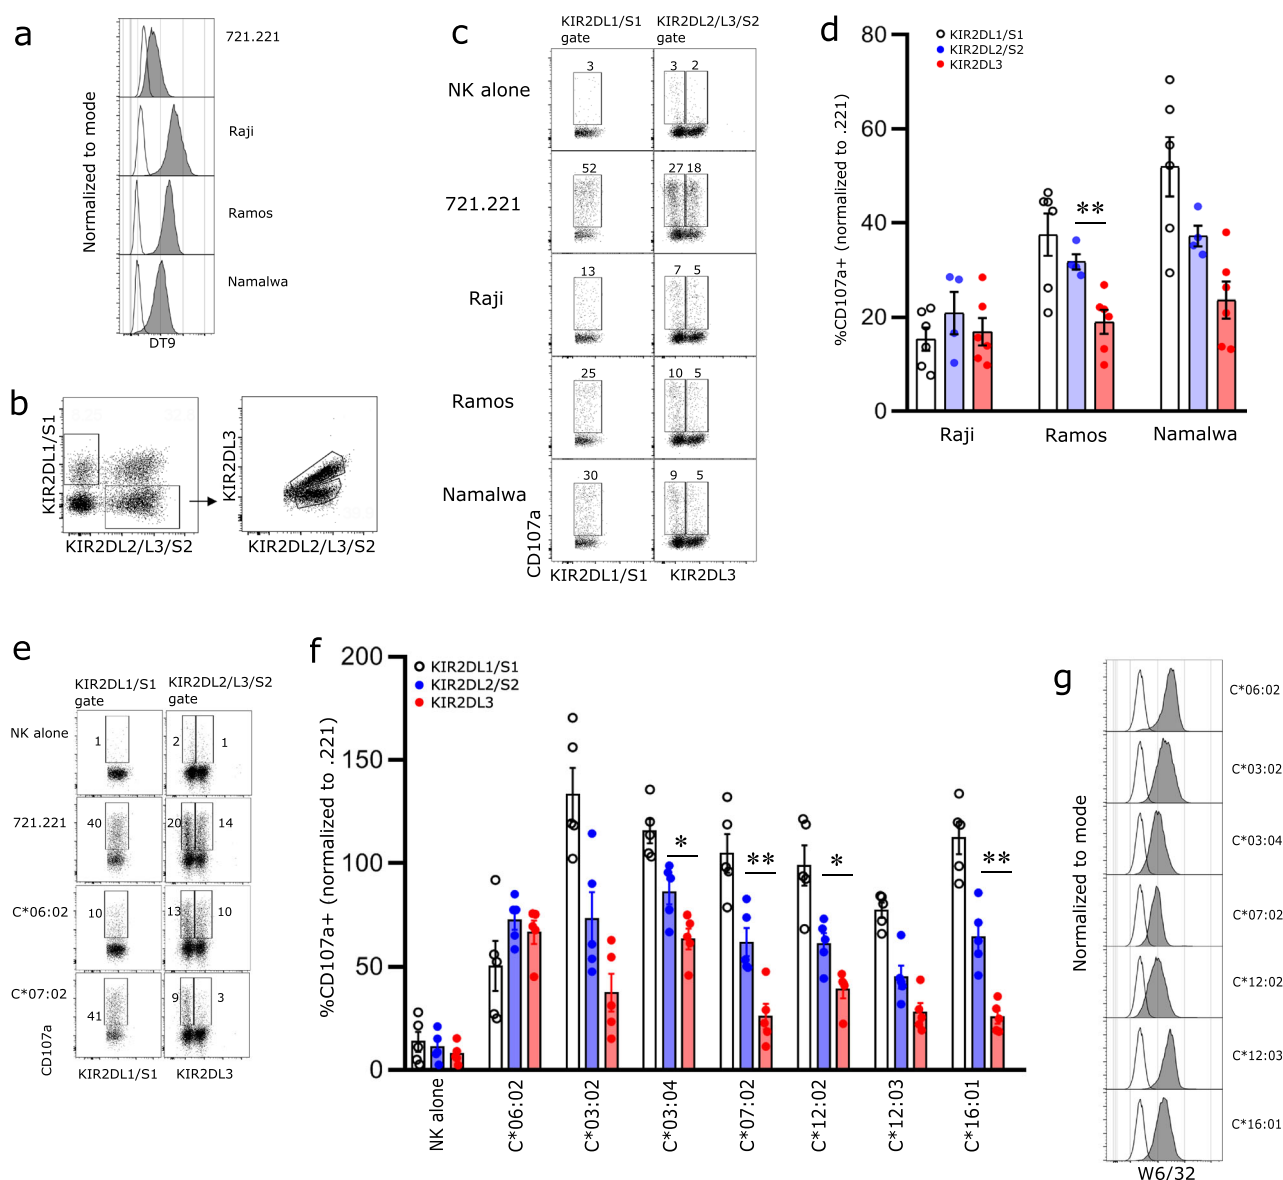 a
721.221
Raji
Ramos
Namalwa
Normalized to mode
DT9
b
KIR2DL1/S1
KIR2DL2/L3/S2
KIR2DL3
KIR2DL2/L3/S2
c
KIR2DL1/S1
gate
KIR2DL2/L3/S2
gate
NK alone
3
3 2
721.221
52
27 18
Raji
13
7 5
Ramos
25
10 5
Namalwa
30
9 5
CD107a
KIR2DL1/S1
KIR2DL3
d
KIR2DL1/S1
KIR2DL2/S2
KIR2DL3
%CD107a+ (normalized to .221)
80
60
40
20
0
**
Raji
Ramos
Namalwa
e
KIR2DL1/S1
gate
KIR2DL2/L3/S2
gate
NK alone
1
2 1
721.221
40
20 14
C*06:02
10
13 10
C*07:02
41
9 3
CD107a
KIR2DL1/S1
KIR2DL3
f
KIR2DL1/S1
KIR2DL2/S2
KIR2DL3
%CD107a+ (normalized to .221)
200
150
100
50
0
*
**
*
**
NK alone
C*06:02
C*03:02
C*03:04
C*07:02
C*12:02
C*12:03
C*16:01
g
C*06:02
C*03:02
C*03:04
C*07:02
C*12:02
C*12:03
C*16:01
Normalized to mode
W6/32